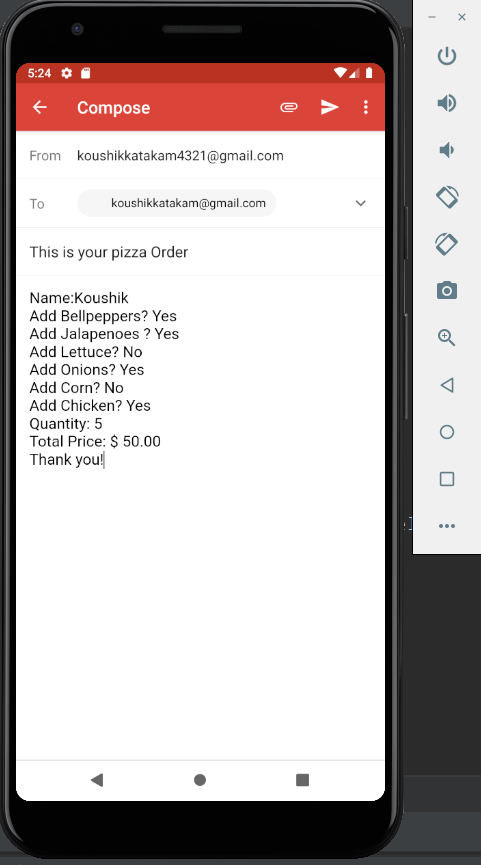 5:24
Compose
From koushikkatakam4321@gmail.com
To koushikkatakam@gmail.com
This is your pizza Order
Name:Koushik
Add Bellpeppers? Yes
Add Jalapenoes ? Yes
Add Lettuce? No
Add Onions? Yes
Add Corn? No
Add Chicken? Yes
Quantity: 5
Total Price: $ 50.00
Thank you!